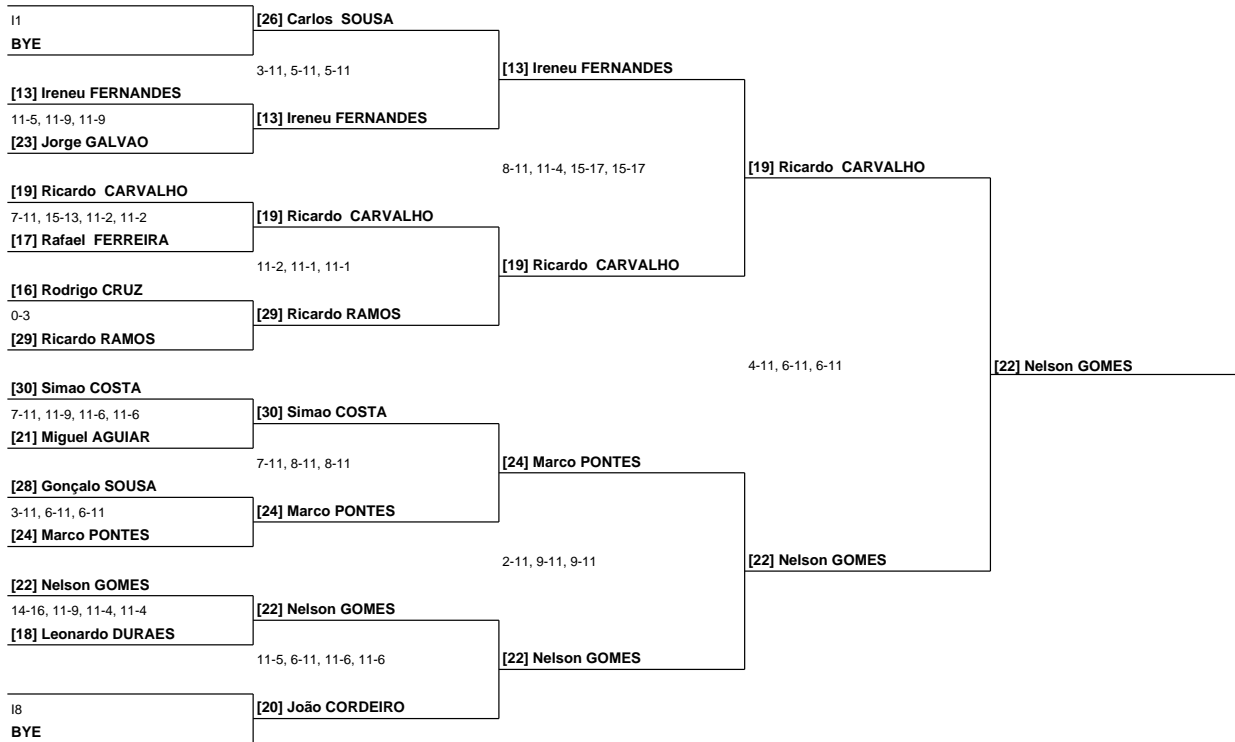 I1
BYE
[26] Carlos SOUSA
3-11, 5-11, 5-11
[13] Ireneu FERNANDES
[13] Ireneu FERNANDES
11-5, 11-9, 11-9
[23] Jorge GALVAO
[13] Ireneu FERNANDES
8-11, 11-4, 15-17, 15-17
[19] Ricardo CARVALHO
[19] Ricardo CARVALHO
7-11, 15-13, 11-2, 11-2
[17] Rafael FERREIRA
[19] Ricardo CARVALHO
11-2, 11-1, 11-1
[19] Ricardo CARVALHO
[16] Rodrigo CRUZ
0-3
[29] Ricardo RAMOS
[29] Ricardo RAMOS
4-11, 6-11, 6-11
[22] Nelson GOMES
[30] Simao COSTA
7-11, 11-9, 11-6, 11-6
[21] Miguel AGUIAR
[30] Simao COSTA
7-11, 8-11, 8-11
[24] Marco PONTES
[28] Gonçalo SOUSA
3-11, 6-11, 6-11
[24] Marco PONTES
[24] Marco PONTES
2-11, 9-11, 9-11
[22] Nelson GOMES
[22] Nelson GOMES
14-16, 11-9, 11-4, 11-4
[18] Leonardo DURAES
[22] Nelson GOMES
11-5, 6-11, 11-6, 11-6
[22] Nelson GOMES
[20] João CORDEIRO
I8
BYE